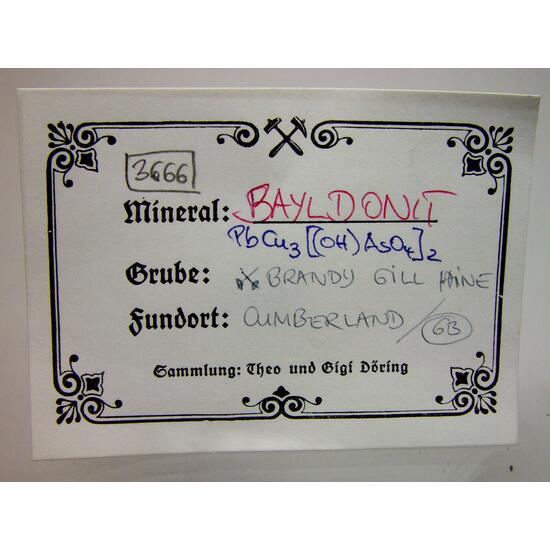 3666
Mineral: BAYLDONIT
PbCu3[(OH)AsO4]2
Grube: BRANDY GILL MINE
Fundort: CUMBERLAND / GB
Sammlung: Theo und Gigi Döring